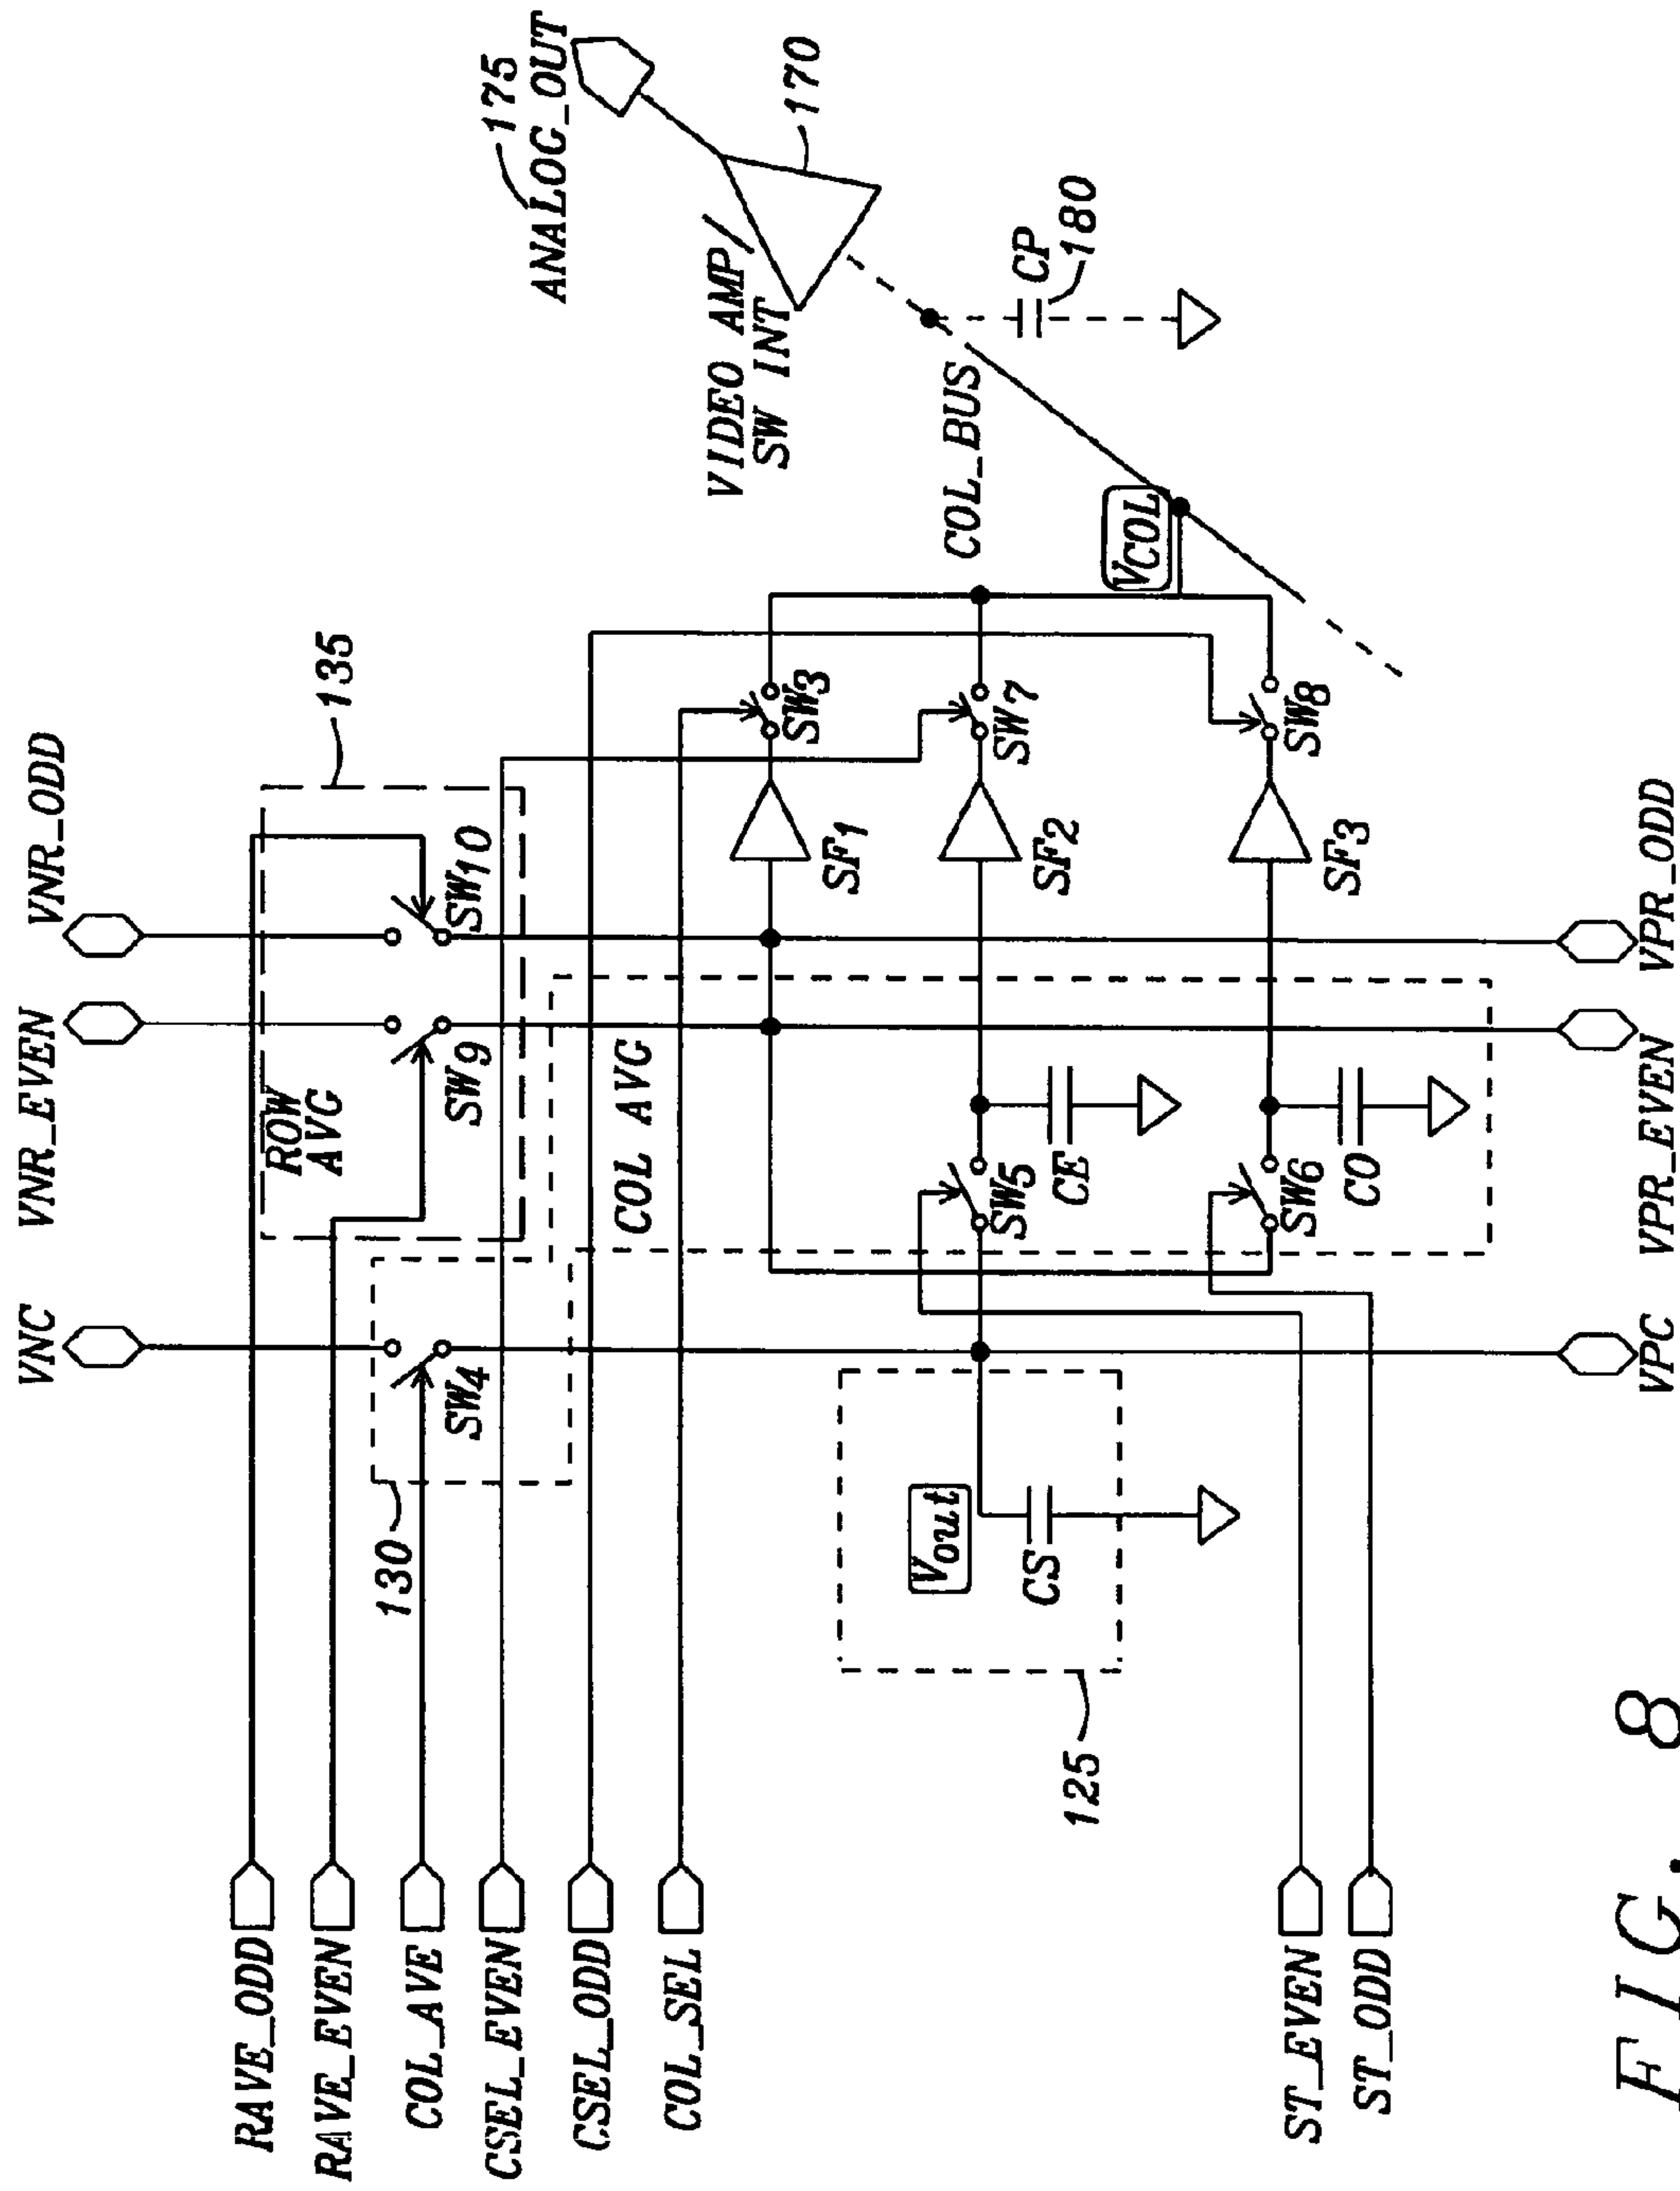 VNC
VNR_EVEN
VNR_ODD
135
175
ANALOG_OUT
RAVE_ODD
RAVE_EVEN
COL_AVE
CSEL_EVEN
CSEL_ODD
COL_SEL
ST_EVEN
ST_ODD
130
ROW
AVG
SW4
SW9
SW10
COL AVG
VIDEO AMP
SW INT
170
SW3
SF1
COL_BUS
CP
180
Vout
CS
125
SW5
CE
SF2
SW7
VCOL
SW6
CO
SF3
SW8
VPC
VPR_EVEN
VPR_ODD
FIG. 8